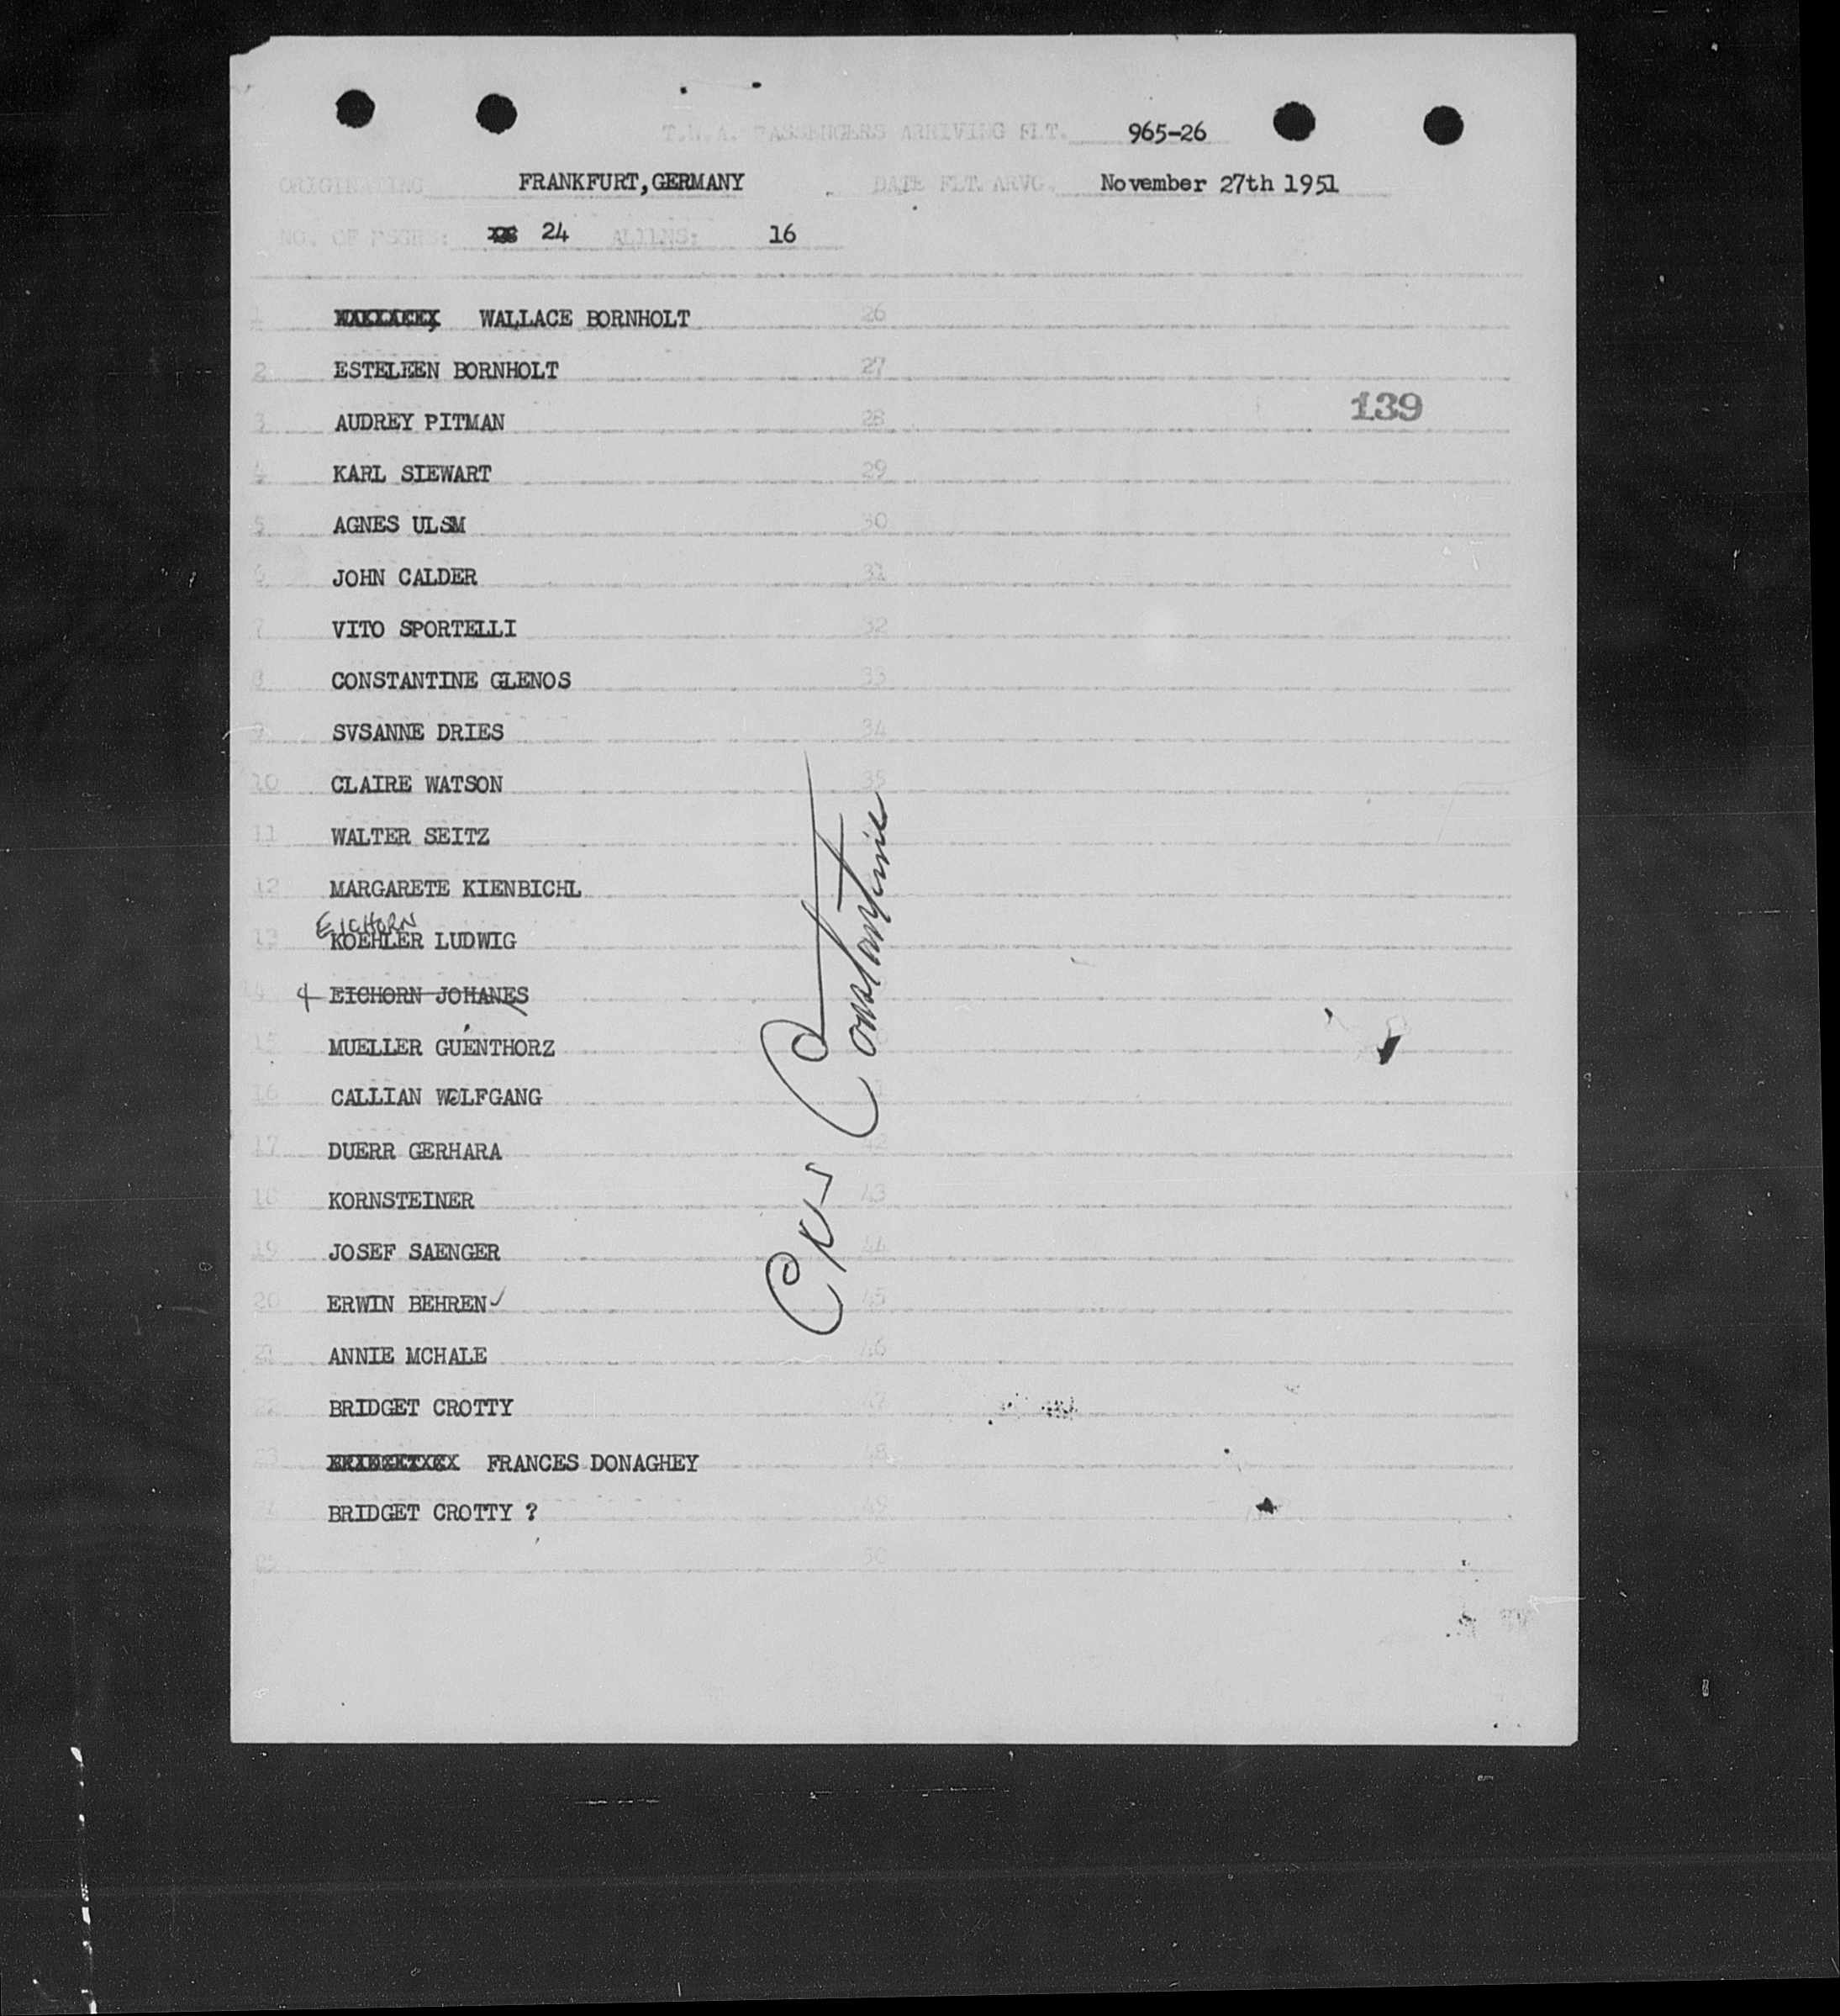 T.W.A. PASSENGERS ARRIVING FLT. 965-26
ORIGINATING FRANKFURT, GERMANY DATE FLT. ARVG. November 27th 1951
NO. OF PSGRS: 24 ALIENS: 16
1 WALLACE BORNHOLT 26
2 ESTELEEN BORNHOLT 27
139
3 AUDREY PITMAN 28
4 KARL SIEWART 29
5 AGNES ULSM 30
6 JOHN CALDER 31
7 VITO SPORTELLI 32
8 CONSTANTINE GLENOS 33
9 SVSANNE DRIES 34
10 CLAIRE WATSON 35
11 WALTER SEITZ
12 MARGARETE KIENBICHL
EICHORN
13 KOEHLER LUDWIG
14 EICHORN JOHANES
15 MUELLER GUENTHORZ
16 CALLIAN WOLFGANG
17 DUERR GERHARA 42
18 KORNSTEINER 43
19 JOSEF SAENGER 44
20 ERWIN BEHREN 45
21 ANNIE MCHALE 46
22 BRIDGET CROTTY 47
23 FRANCES DONAGHEY 48
24 BRIDGET CROTTY ? 49
25 50
Constantine